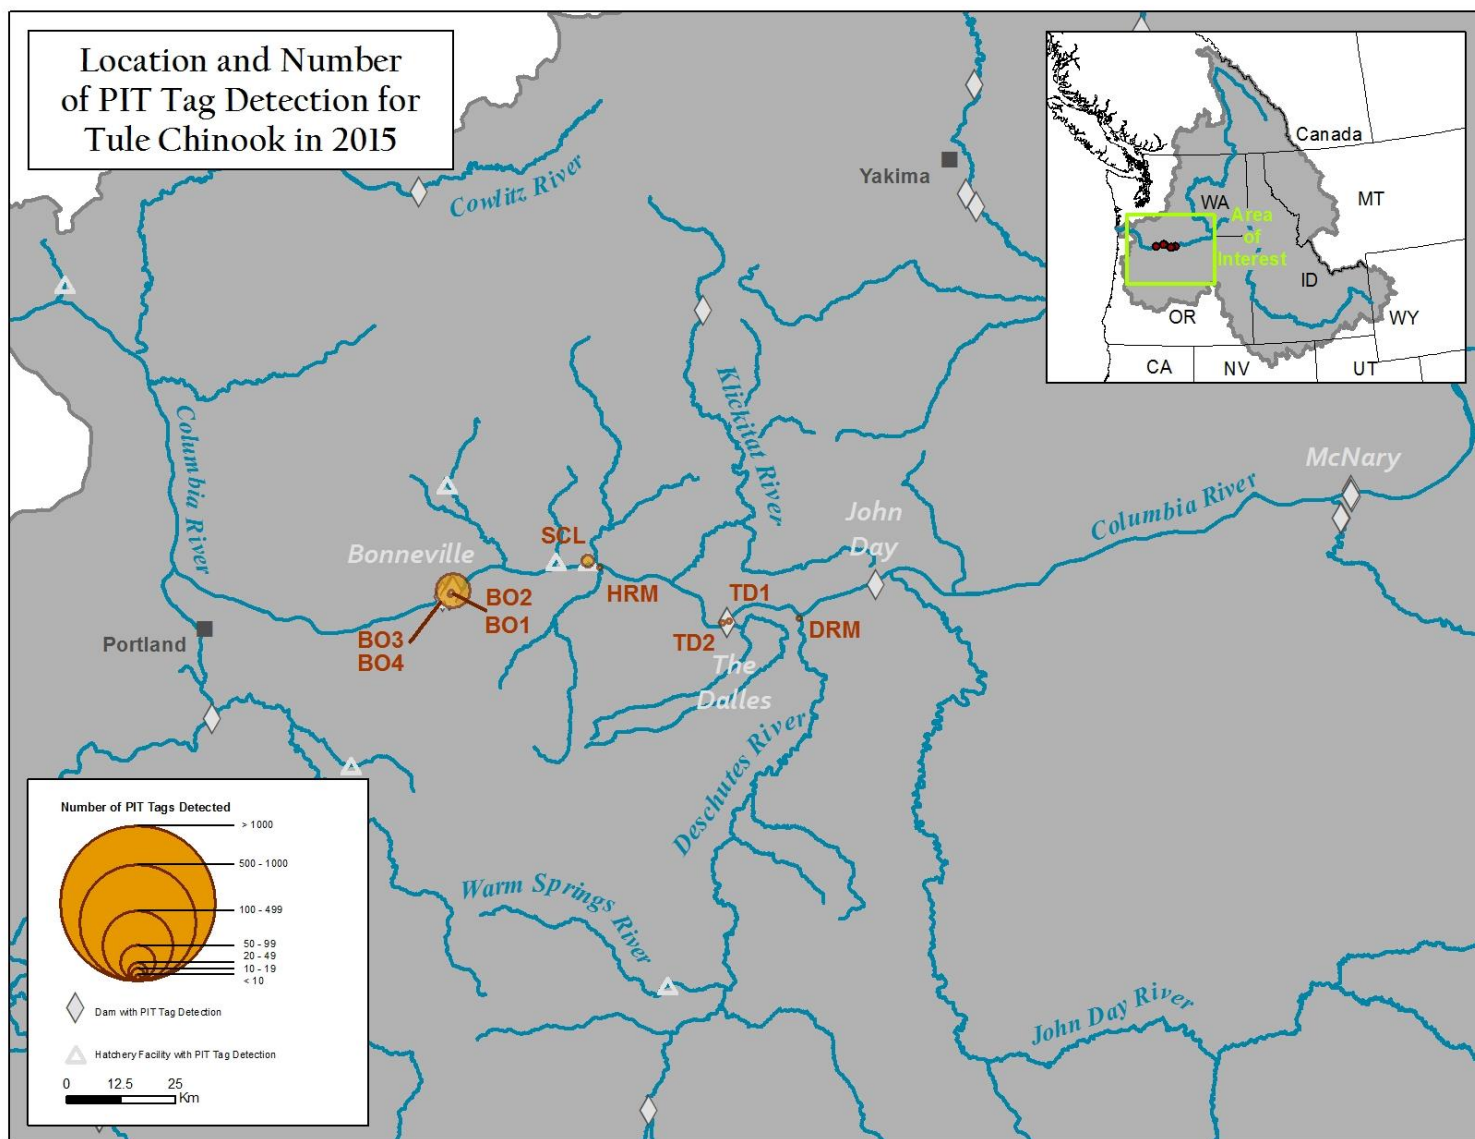 Location and Number
of PIT Tag Detection for
Tule Chinook in 2015
Canada
WA
MT
Area
of
Interest
ID
OR
WY
CA
NV
UT
Cowlitz River
Yakima
Columbia River
Klickitat River
McNary
John
Day
Columbia River
Bonneville
SCL
HRM
BO2
BO1
BO3
BO4
TD1
TD2
DRM
The
Dalles
Portland
Deschutes River
Warm Springs River
John Day River
Number of PIT Tags Detected
> 1000
500 - 1000
100 - 499
50 - 99
20 - 49
10 - 19
< 10
Dam with PIT Tag Detection
Hatchery Facility with PIT Tag Detection
0 12.5 25
Km